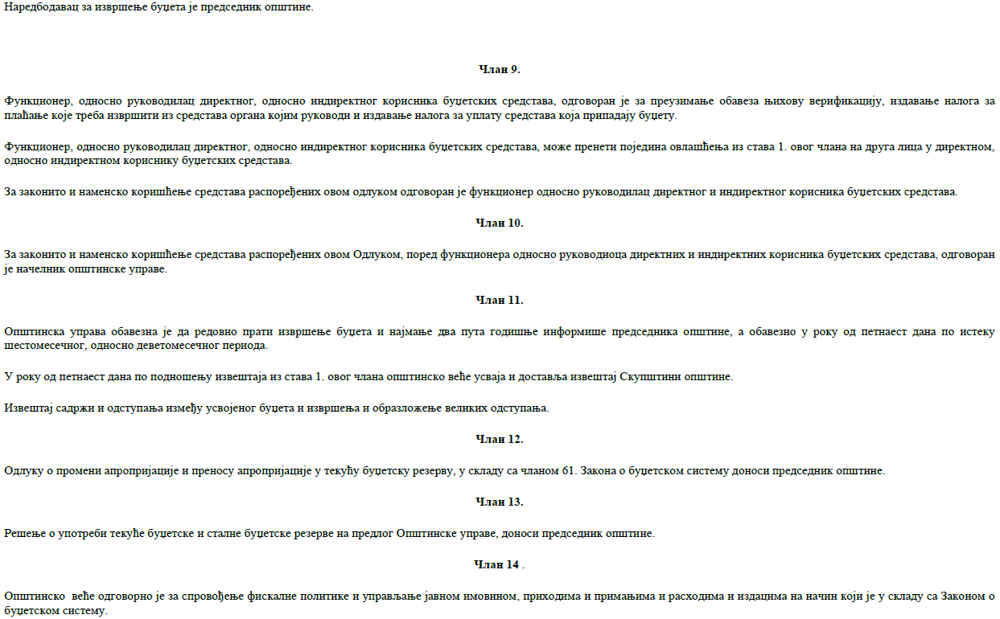 Наредбодавац за извршење буџета је председник општине.
Члан 9.
Функционер, односно руководилац директног, односно индиректног корисника буџетских средстава, одговоран је за преузимање обавеза њихову верификацију, издавање налога за
плаћање које треба извршити из средстава органа којим руководи и издавање налога за уплату средстава која припадају буџету.
Функционер, односно руководилац директног, односно индиректног корисника буџетских средстава, може пренети поједина овлашћења из става 1. овог члана на друга лица у директном,
односно индиректном кориснику буџетских средстава.
За законито и наменско коришћење средстава распоређених овом одлуком одговоран је функционер односно руководилац директног и индиректног корисника буџетских средстава.
Члан 10.
За законито и наменско коришћење средстава распоређених овом Одлуком, поред функционера односно руководиоца директних и индиректних корисника буџетских средстава, одговоран
је начелник општинске управе.
Члан 11.
Општинска управа обавезна је да редовно прати извршење буџета и најмање два пута годишње информише председника општине, а обавезно у року од петнаест дана по истеку
шестомесечног, односно деветомесечног периода.
У року од петнаест дана по подношењу извештаја из става 1. овог члана општинско веће усваја и доставља извештај Скупштини општине.
Извештај садржи и одступања између усвојеног буџета и извршења и образложење великих одступања.
Члан 12.
Одлуку о промени апропријације и преносу апропријације у текућу буџетску резерву, у складу са чланом 61. Закона о буџетском систему доноси председник општине.
Члан 13.
Решење о употреби текуће буџетске и сталне буџетске резерве на предлог Општинске управе, доноси председник општине.
Члан 14 .
Општинско веће одговорно је за спровођење фискалне политике и управљање јавном имовином, приходима и примањима и расходима и издацима на начин који је у складу са Законом о
буџетском систему.